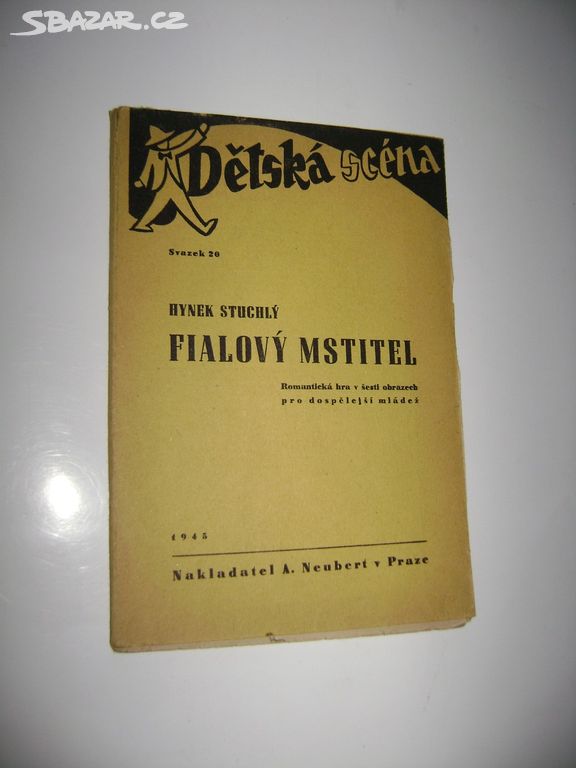 SBAZAR.CZ
Dětská scéna
Svazek 20
HYNEK STUCHLÝ
FIALOVÝ MSTITEL
Romantická hra v šesti obrazech
pro dospělejší mládež
1945
Nakladatel A. Neubert v Praze